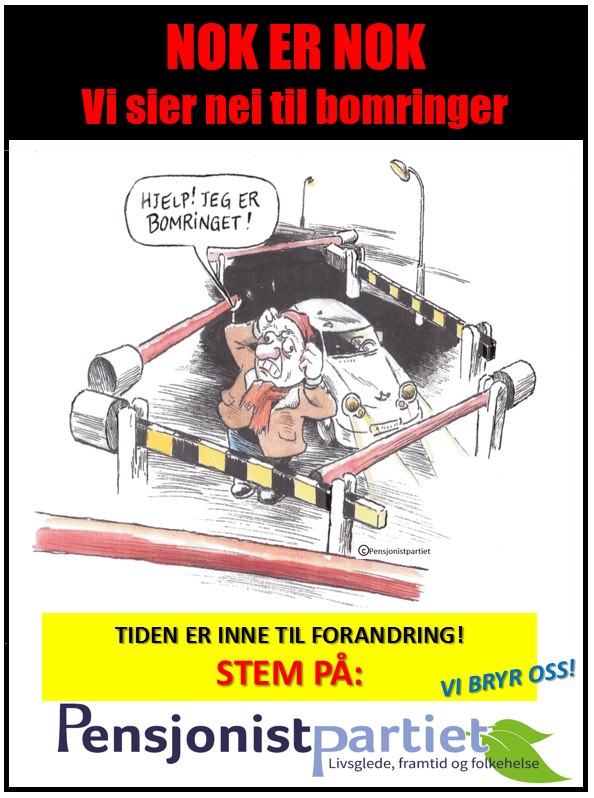 NOK ER NOK
Vi sier nei til bomringer
HJELP! JEG ER
BOMRINGET!
©Pensjonistpartiet
TIDEN ER INNE TIL FORANDRING!
STEM PÅ:
VI BRYR OSS!
Pensjonistpartiet
Livsglede, framtid og folkehelse